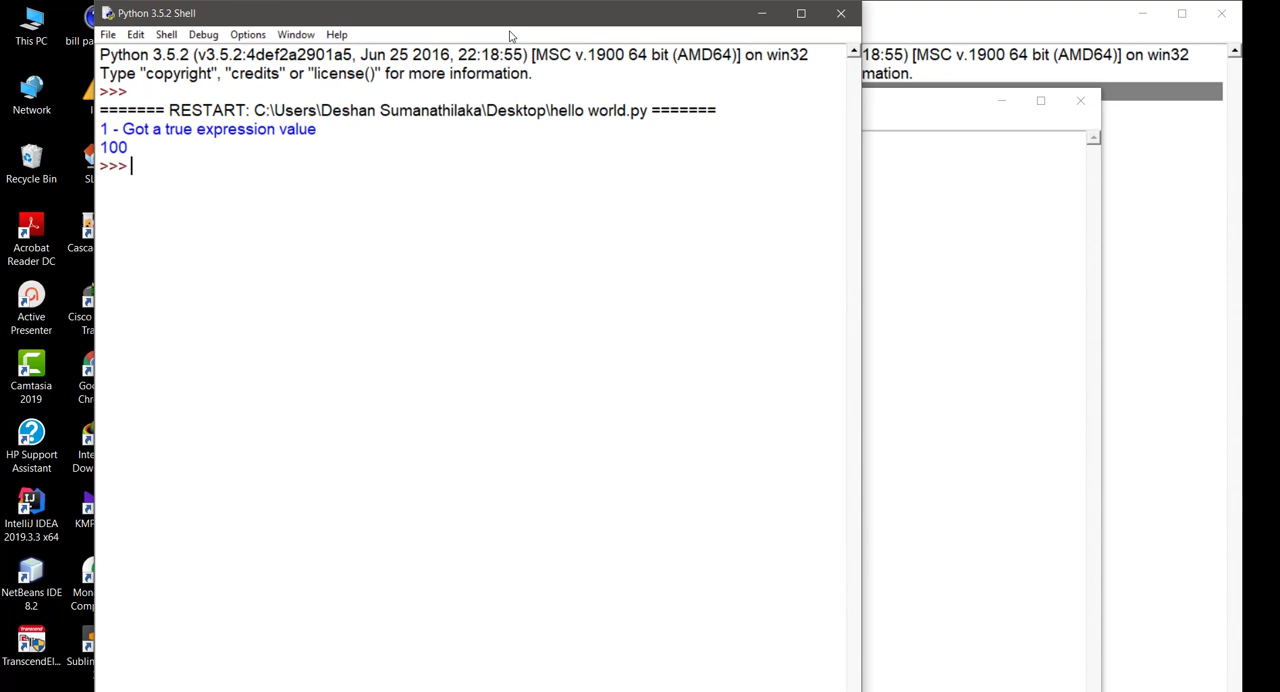 Python 3.5.2 Shell
File Edit Shell Debug Options Window Help
Python 3.5.2 (v3.5.2:4def2a2901a5, Jun 25 2016, 22:18:55) [MSC v.1900 64 bit (AMD64)] on win32
Type "copyright", "credits" or "license()" for more information.
>>>
======= RESTART: C:\Users\Deshan Sumanathilaka\Desktop\hello world.py =======
1 - Got a true expression value
100
>>>
18:55) [MSC v.1900 64 bit (AMD64)] on win32
mation.
This PC
bill pa
Network
Recycle Bin
SL
Acrobat
Reader DC
Casca
Active
Presenter
Cisco
Tra
Camtasia
2019
Goo
Chr
HP Support
Assistant
Inte
Dow
IntelliJ IDEA
2019.3.3 x64
KMP
NetBeans IDE
8.2
Mon
Comp
TranscendEl...
Sublin